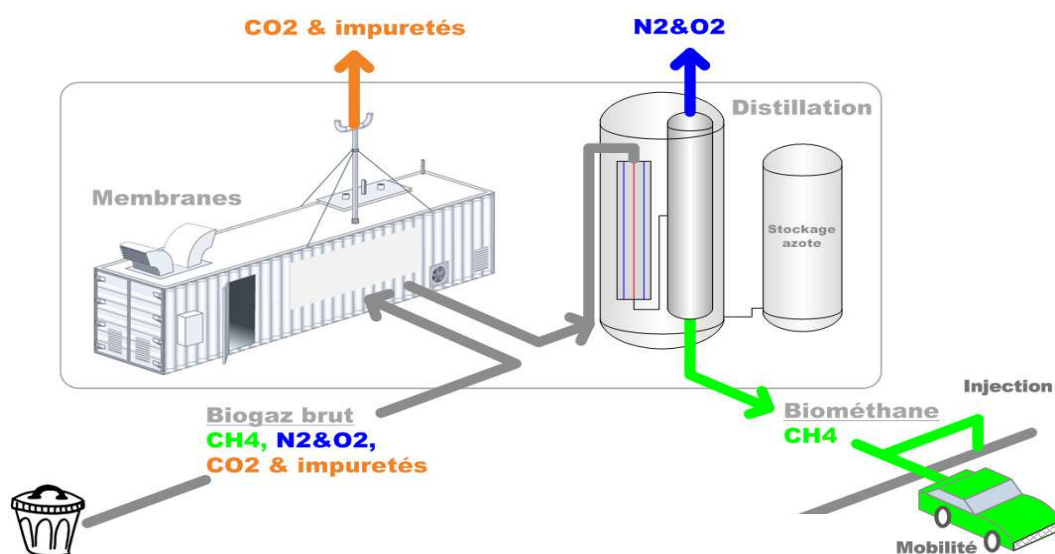 CO2 & impuretés
N2&O2
Distillation
Membranes
Stockage
azote
Injection
Biogaz brut
CH4, N2&O2,
CO2 & impuretés
Biométhane
CH4
Mobilité